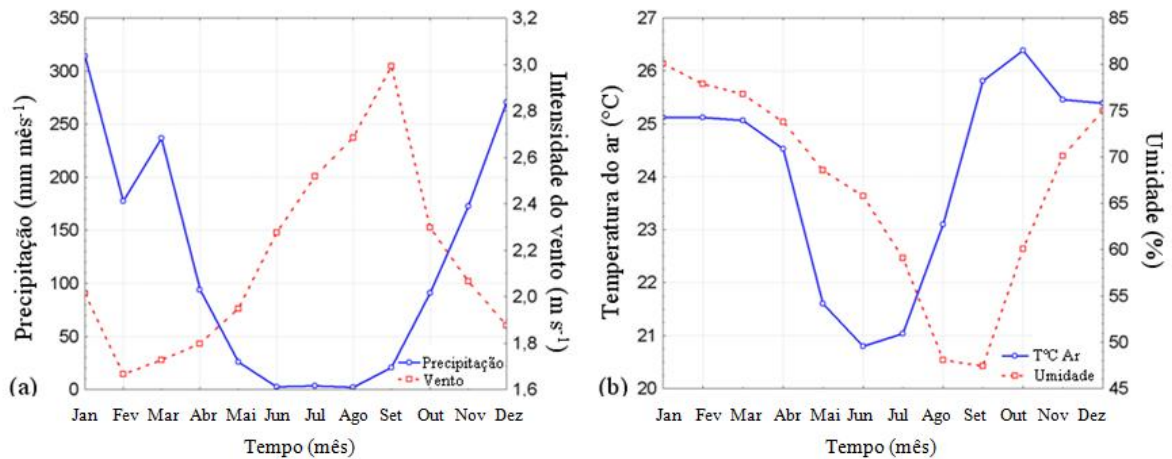 350
300
250
200
150
100
50
0
Precipitação (mm mês⁻¹)
3,2
3,0
2,8
2,6
2,4
2,2
2,0
1,8
1,6
Intensidade do vento (m s⁻¹)
Precipitação
Vento
(a)
Jan Fev Mar Abr Mai Jun Jul Ago Set Out Nov Dez
Tempo (mês)
27
26
25
24
23
22
21
20
Temperatura do ar (°C)
85
80
75
70
65
60
55
50
45
Umidade (%)
TºC Ar
Umidade
(b)
Jan Fev Mar Abr Mai Jun Jul Ago Set Out Nov Dez
Tempo (mês)